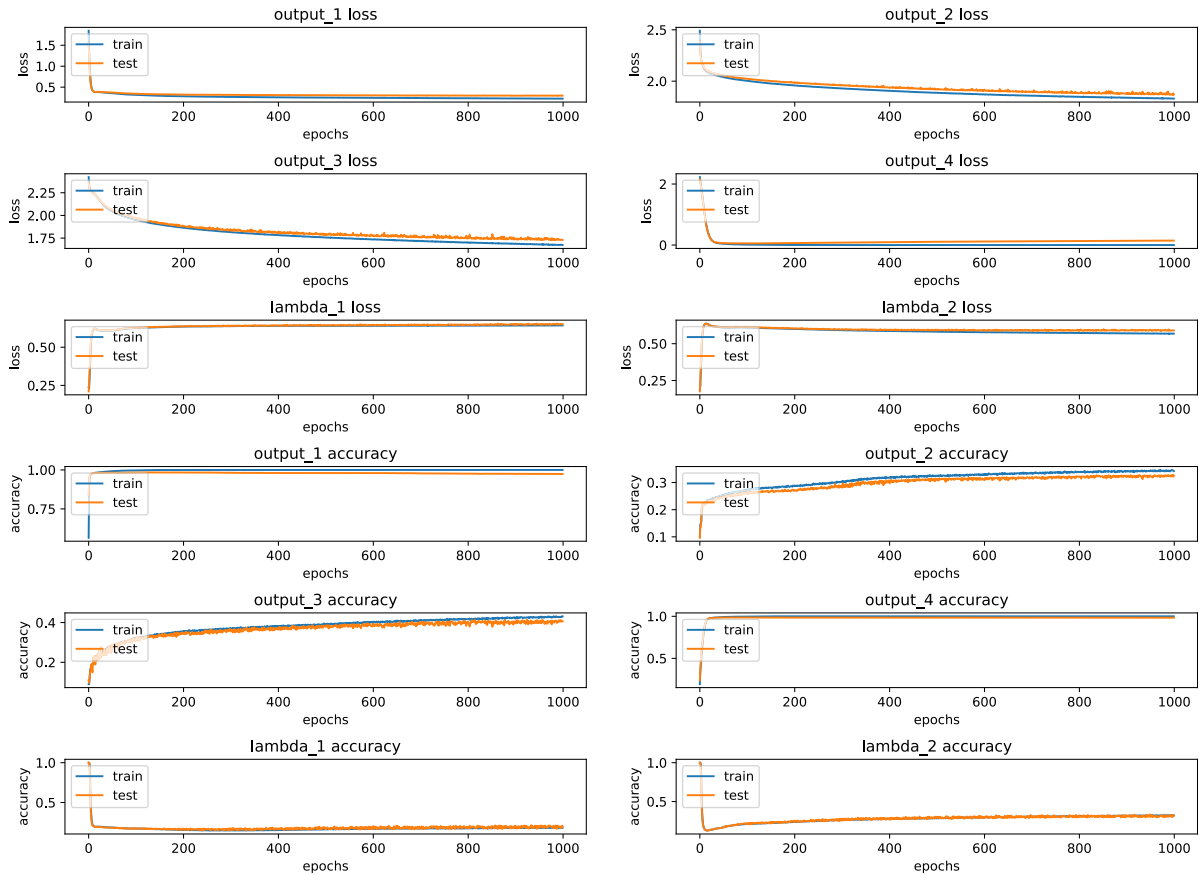 output_1 loss
1.5
1.0
0.5
loss
train
test
0 200 400 600 800 1000
epochs
output_2 loss
2.5
2.0
loss
train
test
0 200 400 600 800 1000
epochs
output_3 loss
2.25
2.00
1.75
loss
train
test
0 200 400 600 800 1000
epochs
output_4 loss
2
0
loss
train
test
0 200 400 600 800 1000
epochs
lambda_1 loss
0.50
0.25
loss
train
test
0 200 400 600 800 1000
epochs
lambda_2 loss
0.50
0.25
loss
train
test
0 200 400 600 800 1000
epochs
output_1 accuracy
1.00
0.75
accuracy
train
test
0 200 400 600 800 1000
epochs
output_2 accuracy
0.3
0.2
0.1
accuracy
train
test
0 200 400 600 800 1000
epochs
output_3 accuracy
0.4
0.2
accuracy
train
test
0 200 400 600 800 1000
epochs
output_4 accuracy
1.0
0.5
accuracy
train
test
0 200 400 600 800 1000
epochs
lambda_1 accuracy
1.0
0.5
accuracy
train
test
0 200 400 600 800 1000
epochs
lambda_2 accuracy
1.0
0.5
accuracy
train
test
0 200 400 600 800 1000
epochs